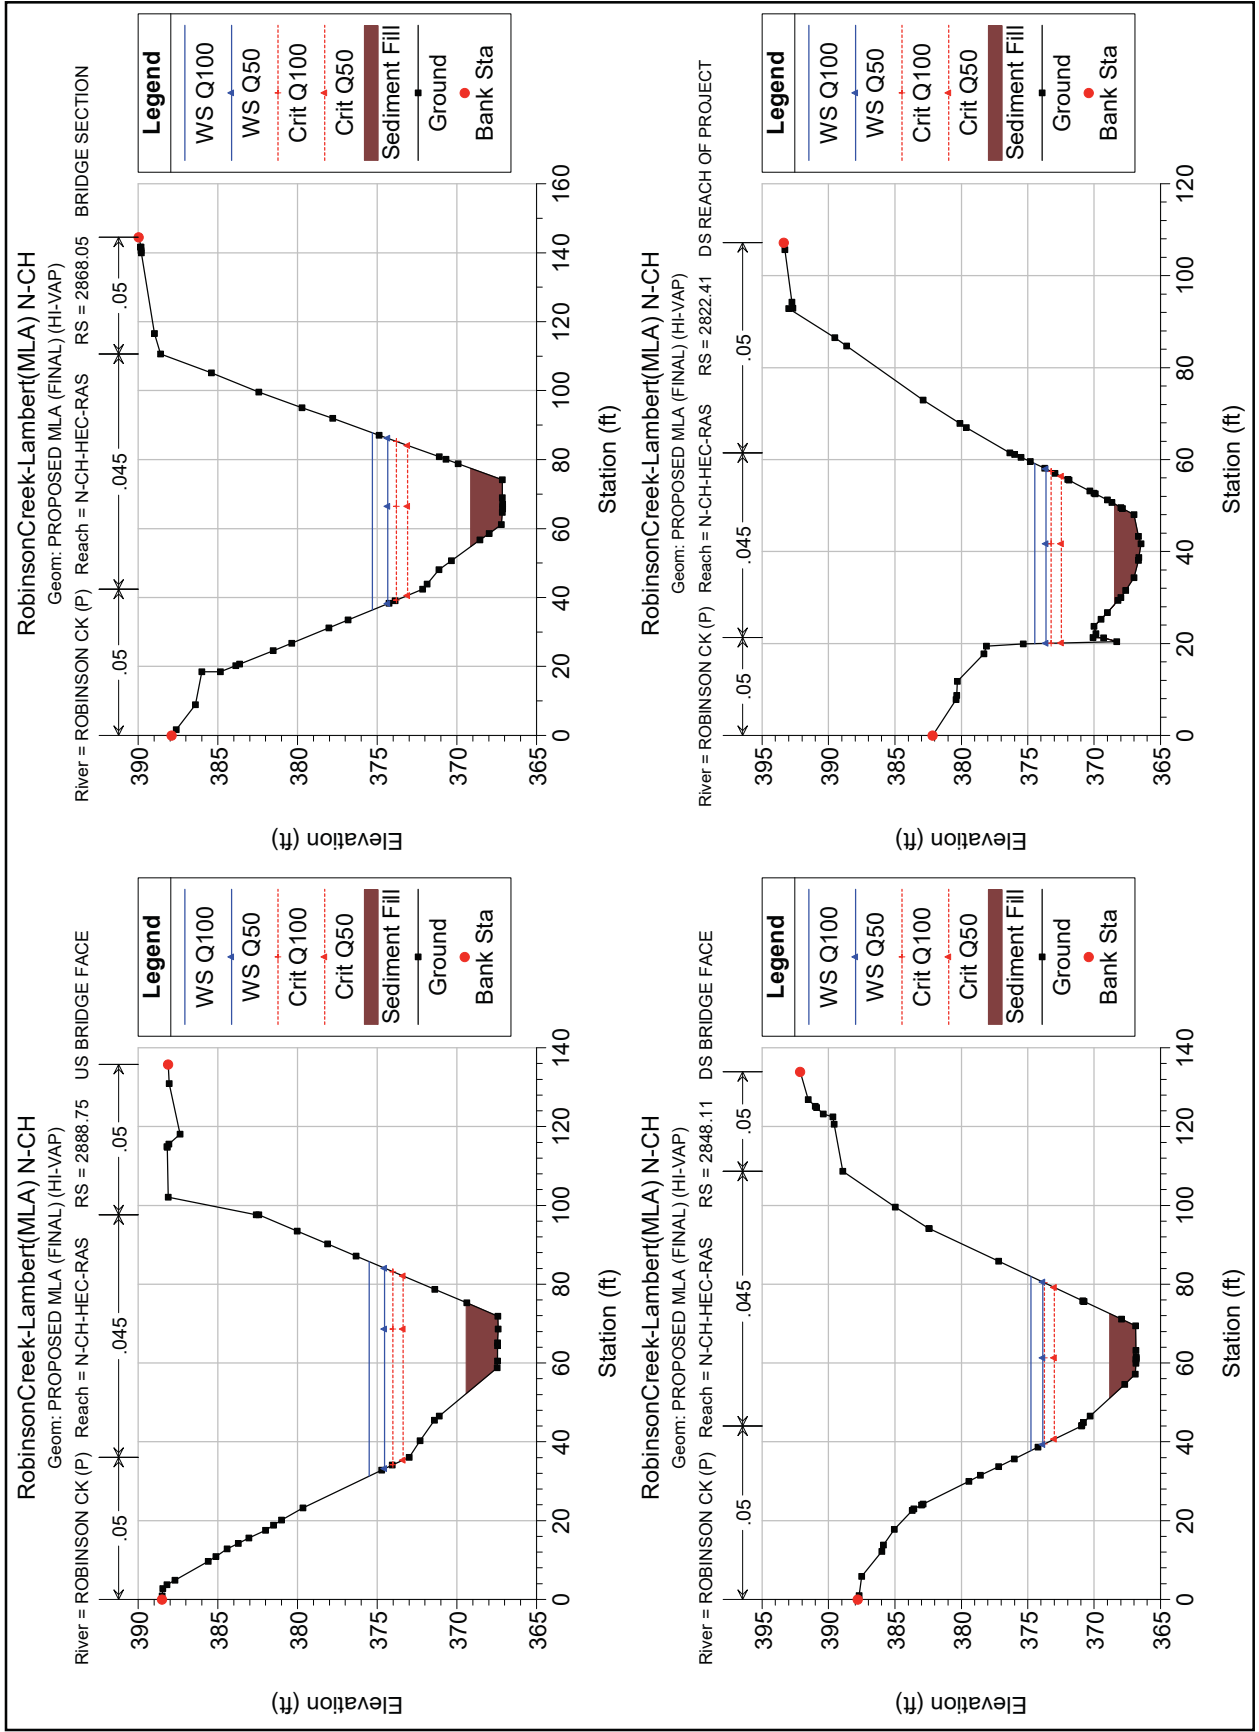 RobinsonCreek-Lambert(MLA) N-CH
Geom: PROPOSED MLA (FINAL) (HI-VAP)
River = ROBINSON CK (P) Reach = N-CH-HEC-RAS RS = 2888.75 US BRIDGE FACE
.05 .045 .05
390
385
380
375
370
365
0 20 40 60 80 100 120 140
Station (ft)
Elevation (ft)
Legend
WS Q100
WS Q50
Crit Q100
Crit Q50
Sediment Fill
Ground
Bank Sta
RobinsonCreek-Lambert(MLA) N-CH
Geom: PROPOSED MLA (FINAL) (HI-VAP)
River = ROBINSON CK (P) Reach = N-CH-HEC-RAS RS = 2868.05 BRIDGE SECTION
.05 .045 .05
390
385
380
375
370
365
0 20 40 60 80 100 120 140 160
Station (ft)
Elevation (ft)
Legend
WS Q100
WS Q50
Crit Q100
Crit Q50
Sediment Fill
Ground
Bank Sta
RobinsonCreek-Lambert(MLA) N-CH
Geom: PROPOSED MLA (FINAL) (HI-VAP)
River = ROBINSON CK (P) Reach = N-CH-HEC-RAS RS = 2848.11 DS BRIDGE FACE
.05 .045 .05
395
390
385
380
375
370
365
0 20 40 60 80 100 120 140
Station (ft)
Elevation (ft)
Legend
WS Q100
WS Q50
Crit Q100
Crit Q50
Sediment Fill
Ground
Bank Sta
RobinsonCreek-Lambert(MLA) N-CH
Geom: PROPOSED MLA (FINAL) (HI-VAP)
River = ROBINSON CK (P) Reach = N-CH-HEC-RAS RS = 2822.41 DS REACH OF PROJECT
.05 .045 .05
395
390
385
380
375
370
365
0 20 40 60 80 100 120
Station (ft)
Elevation (ft)
Legend
WS Q100
WS Q50
Crit Q100
Crit Q50
Sediment Fill
Ground
Bank Sta